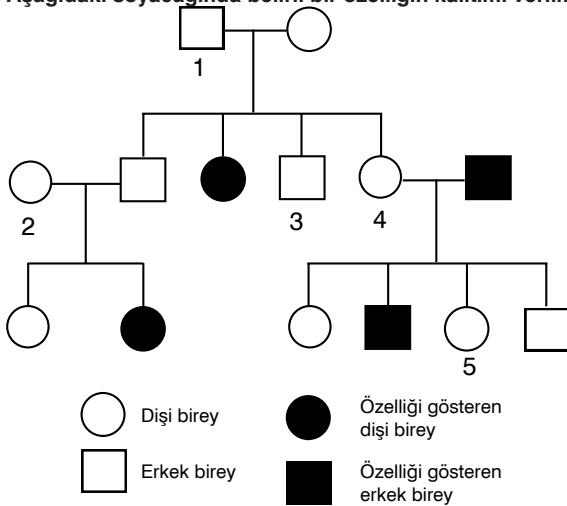 1
2
3
4
5
Dişi birey
Özelliği gösteren
dişi birey
Erkek birey
Özelliği gösteren
erkek birey